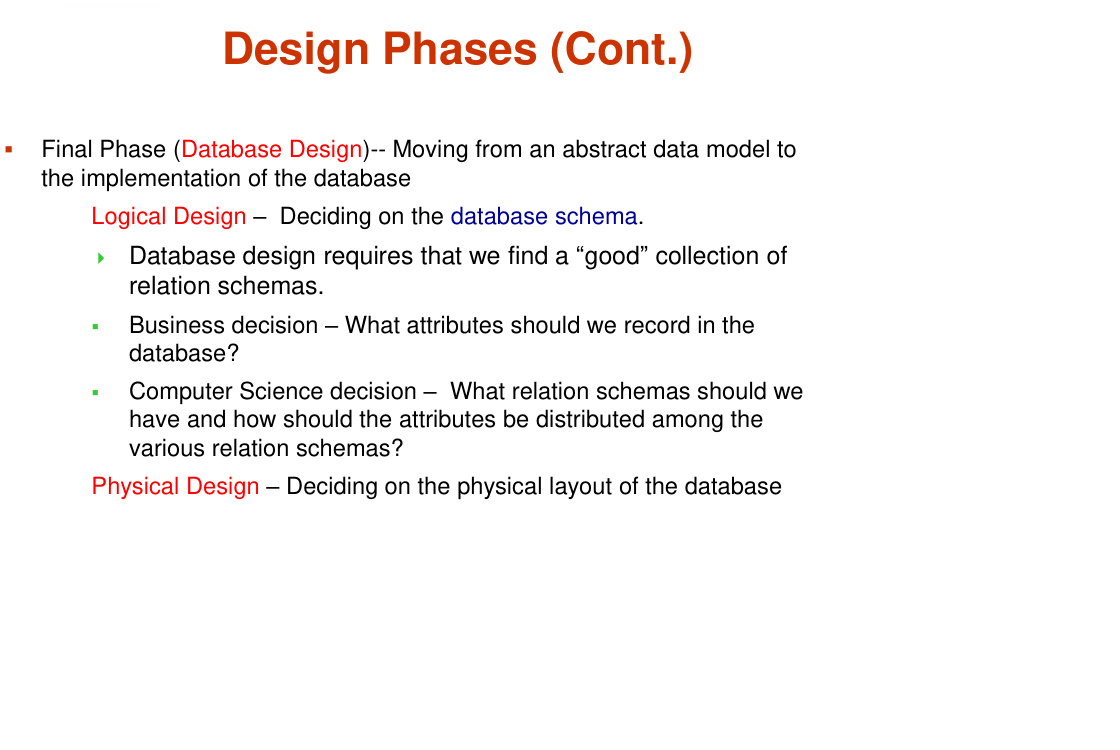 Design Phases (Cont.)
Final Phase (Database Design)-- Moving from an abstract data model to
the implementation of the database
Logical Design –  Deciding on the database schema.
Database design requires that we find a “good” collection of
relation schemas.
Business decision – What attributes should we record in the
database?
Computer Science decision –  What relation schemas should we
have and how should the attributes be distributed among the
various relation schemas?
Physical Design – Deciding on the physical layout of the database